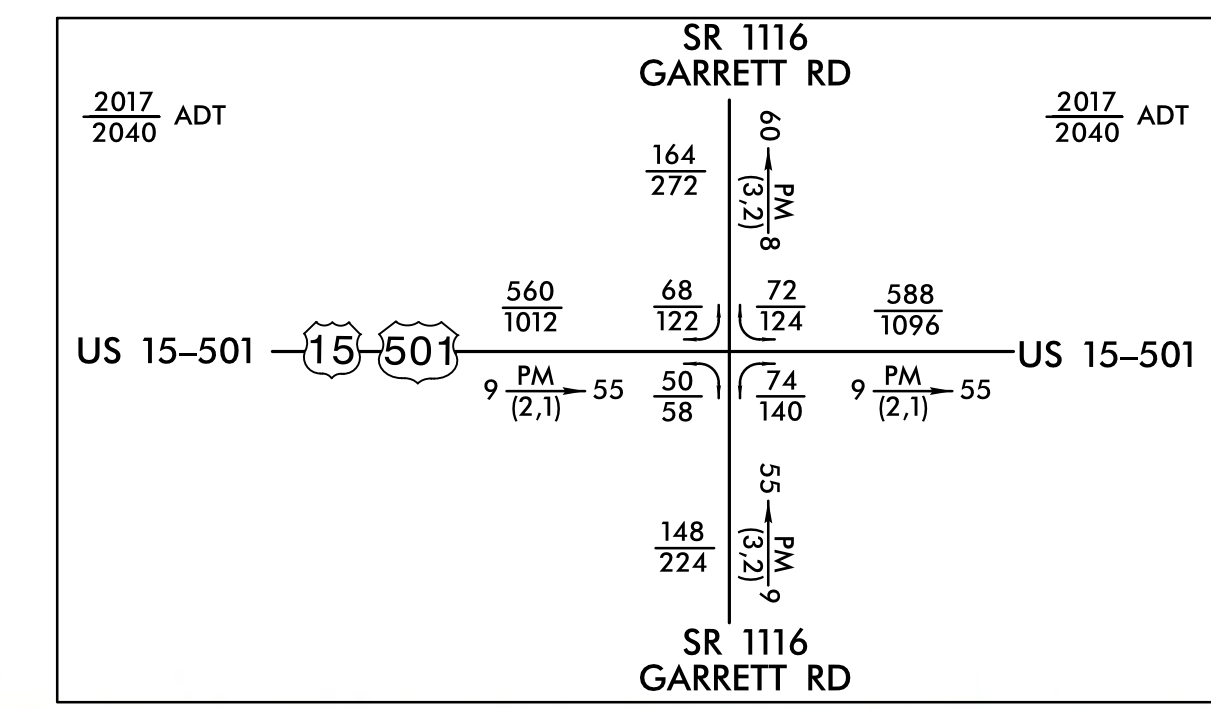 SR 1116
GARRETT RD
2017
2040 ADT
2017
2040 ADT
164
272
60
PM
(3,2)
8
560
1012
68
122
72
124
588
1096
US 15–501
15
501
US 15–501
9 PM 55
(2,1)
50
58
74
140
9 PM 55
(2,1)
148
224
55
PM
(3,2)
9
SR 1116
GARRETT RD